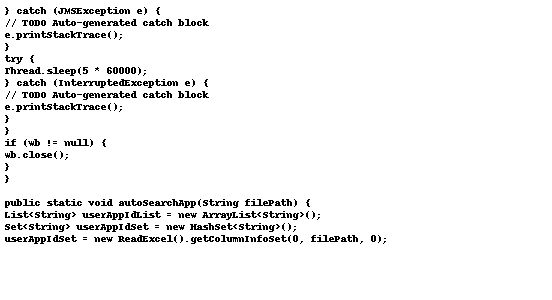 } catch (JMSException e) {
// TODO Auto-generated catch block
e.printStackTrace();
}
try {
Thread.sleep(5 * 60000);
} catch (InterruptedException e) {
// TODO Auto-generated catch block
e.printStackTrace();
}
}
if (wb != null) {
wb.close();
}
}

public static void autoSearchApp(String filePath) {
List<String> userAppIdList = new ArrayList<String>();
Set<String> userAppIdSet = new HashSet<String>();
userAppIdSet = new ReadExcel().getColumnInfoSet(0, filePath, 0);